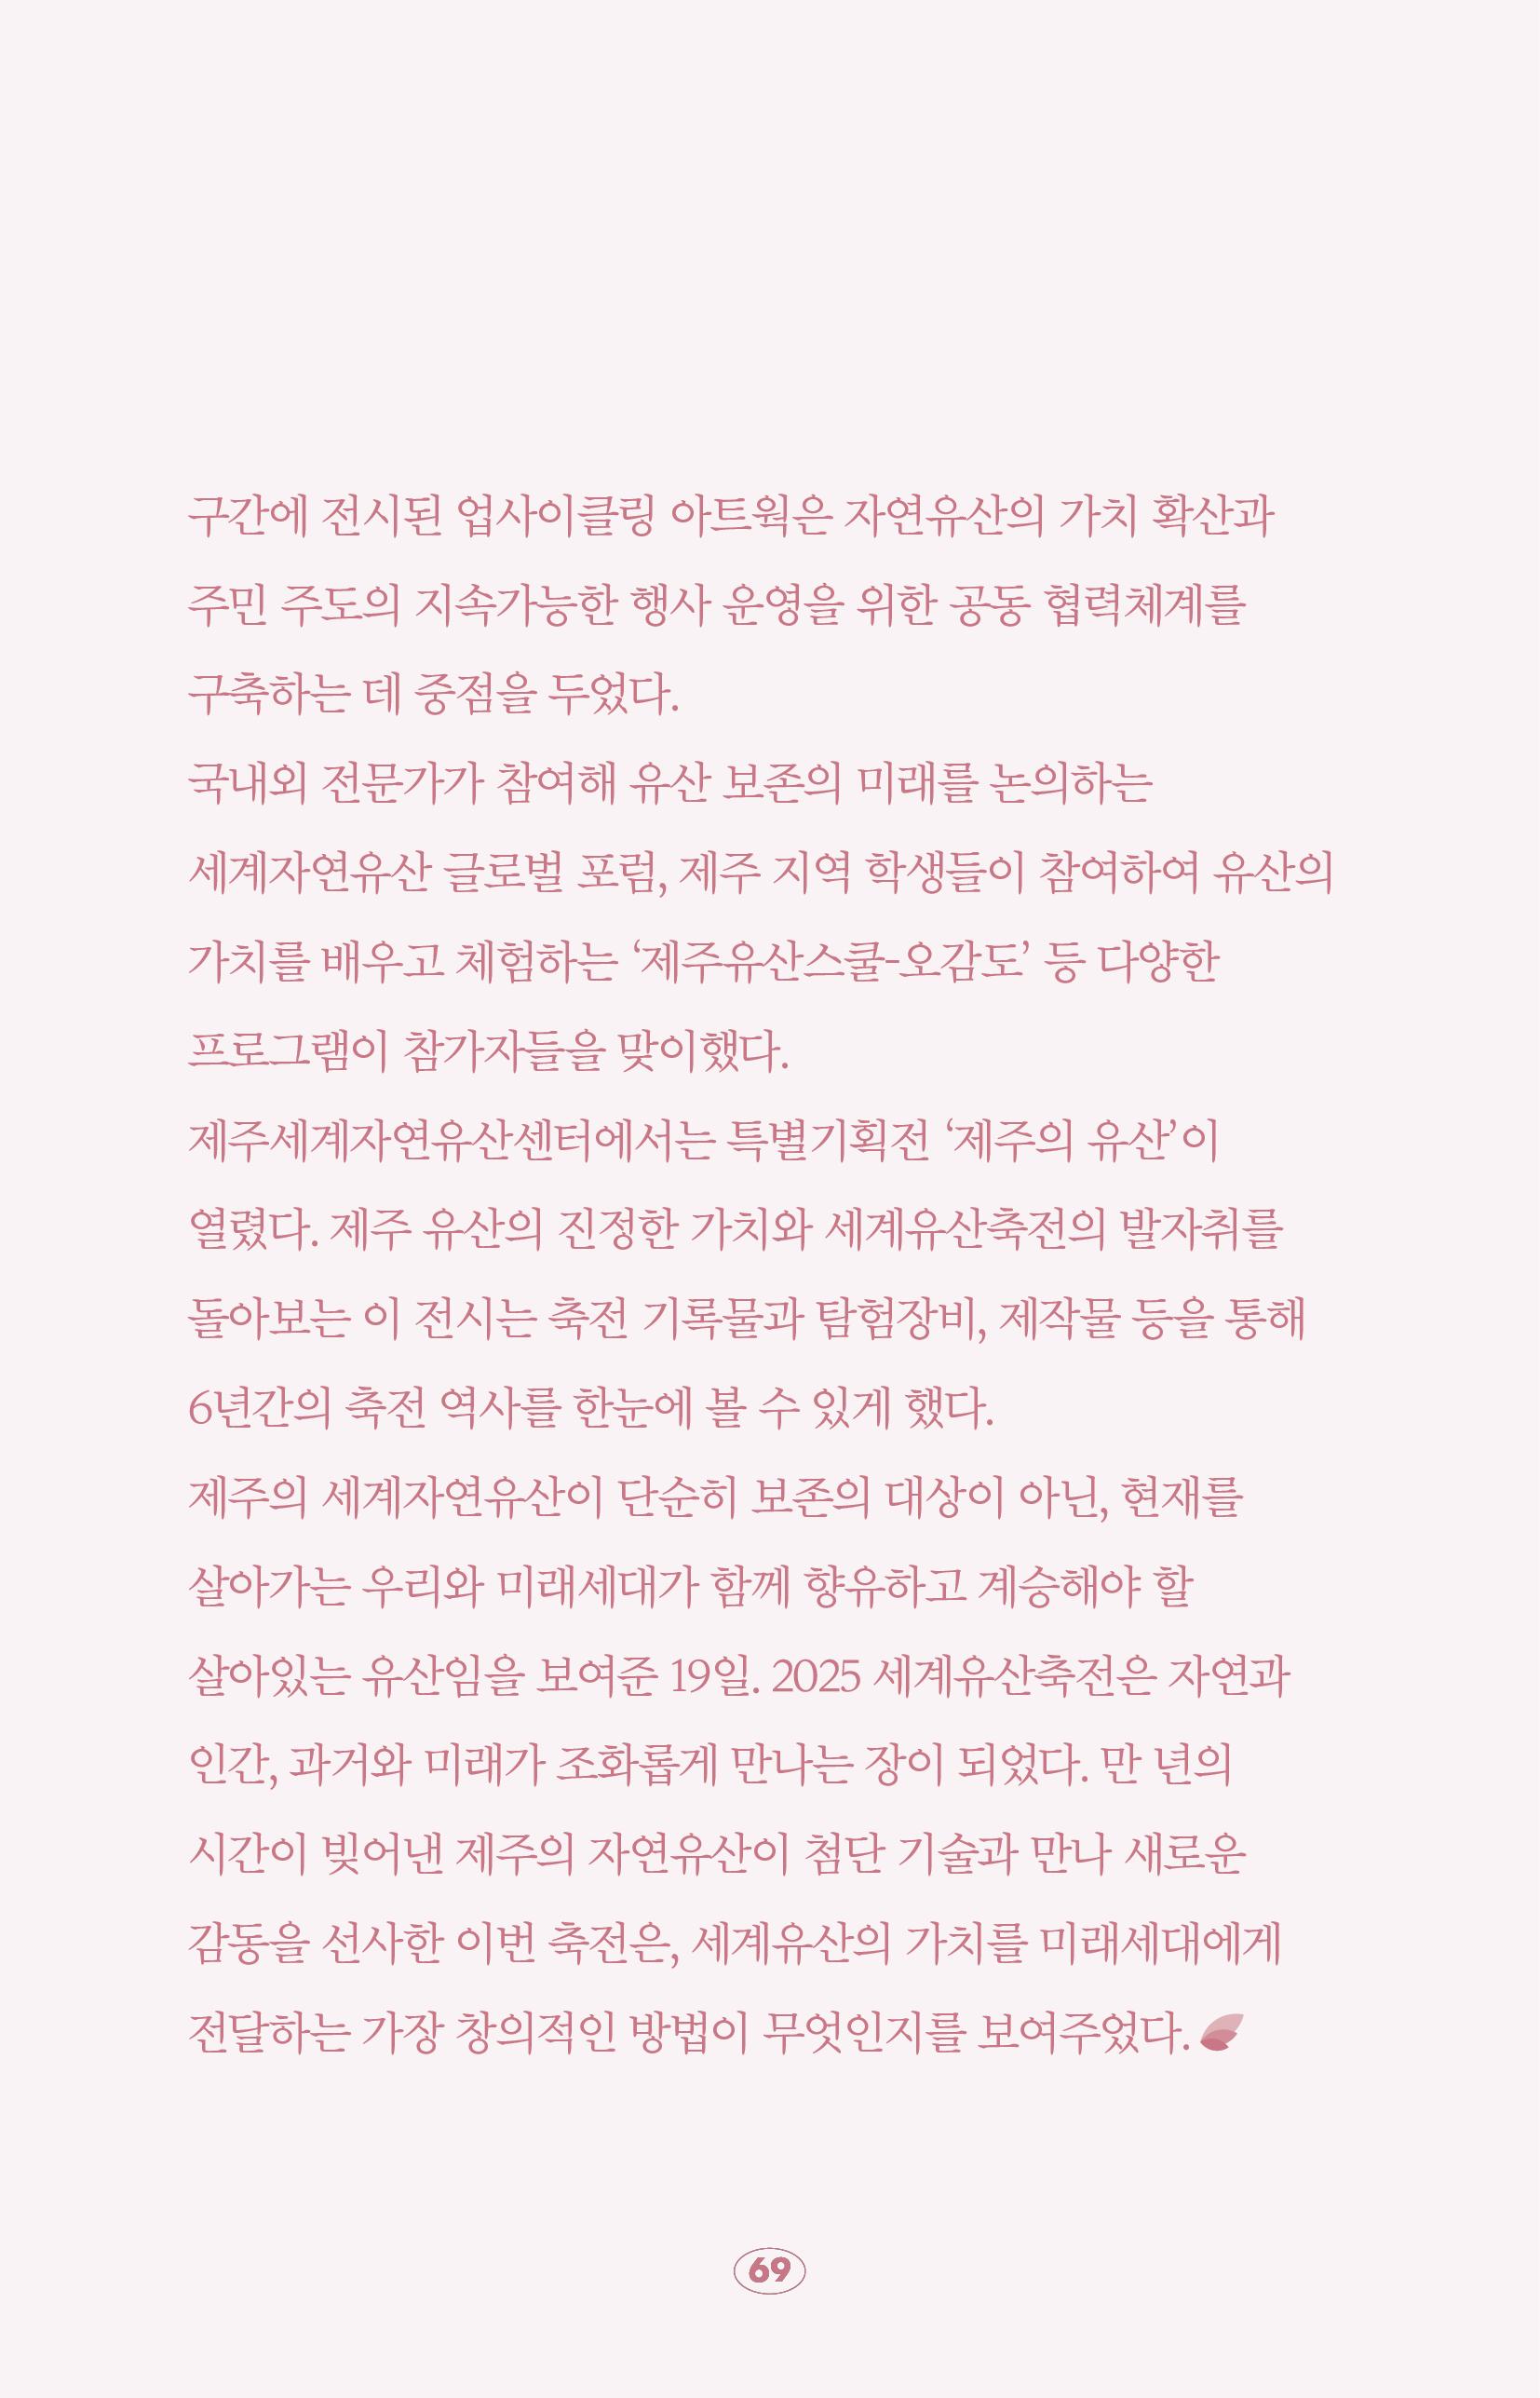 구간에 전시된 업사이클링 아트웍은 자연유산의 가치 확산과
주민 주도의 지속가능한 행사 운영을 위한 공동 협력체계를
구축하는 데 중점을 두었다.
국내외 전문가가 참여해 유산 보존의 미래를 논의하는
세계자연유산 글로벌 포럼, 제주 지역 학생들이 참여하여 유산의
가치를 배우고 체험하는 ‘제주유산스쿨-오감도’ 등 다양한
프로그램이 참가자들을 맞이했다.
제주세계자연유산센터에서는 특별기획전 ‘제주의 유산’이
열렸다. 제주 유산의 진정한 가치와 세계유산축전의 발자취를
돌아보는 이 전시는 축전 기록물과 탐험장비, 제작물 등을 통해
6년간의 축전 역사를 한눈에 볼 수 있게 했다.
제주의 세계자연유산이 단순히 보존의 대상이 아닌, 현재를
살아가는 우리와 미래세대가 함께 향유하고 계승해야 할
살아있는 유산임을 보여준 19일. 2025 세계유산축전은 자연과
인간, 과거와 미래가 조화롭게 만나는 장이 되었다. 만 년의
시간이 빚어낸 제주의 자연유산이 첨단 기술과 만나 새로운
감동을 선사한 이번 축전은, 세계유산의 가치를 미래세대에게
전달하는 가장 창의적인 방법이 무엇인지를 보여주었다.
69